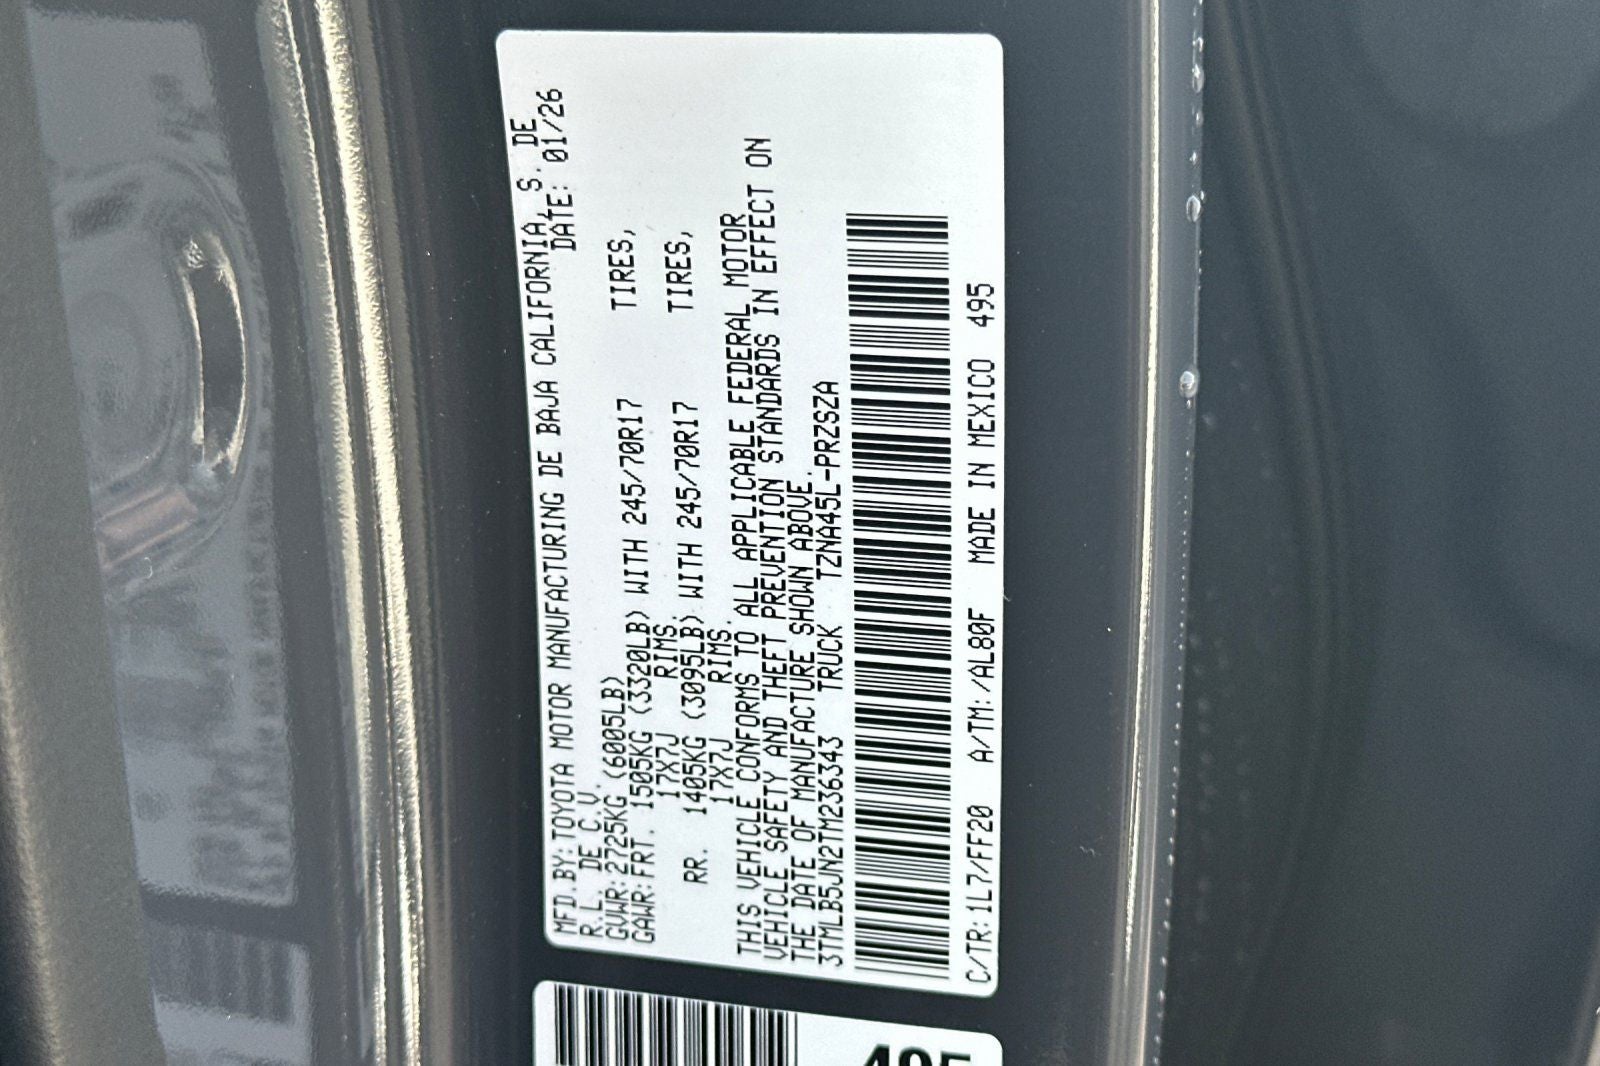 MFD.BY:TOYOTA MOTOR MANUFACTURING DE BAJA CALIFORNIA, S. DE
R.L. DE C.V. DATE: 01/26
GVWR:2725KG (6005LB)
GAWR:FRT. 1505KG (3320LB) WITH 245/70R17 TIRES,
17X7J RIMS.
RR. 1405KG (3095LB) WITH 245/70R17 TIRES,
17X7J RIMS.
THIS VEHICLE CONFORMS TO ALL APPLICABLE FEDERAL MOTOR
VEHICLE SAFETY AND THEFT PREVENTION STANDARDS IN EFFECT ON
THE DATE OF MANUFACTURE SHOWN ABOVE.
3TMLB5JN2TM236343 TRUCK TZNA45L-PRZSZA
C/TR:1L7/FF20 A/TM:/AL80F MADE IN MEXICO 495
495